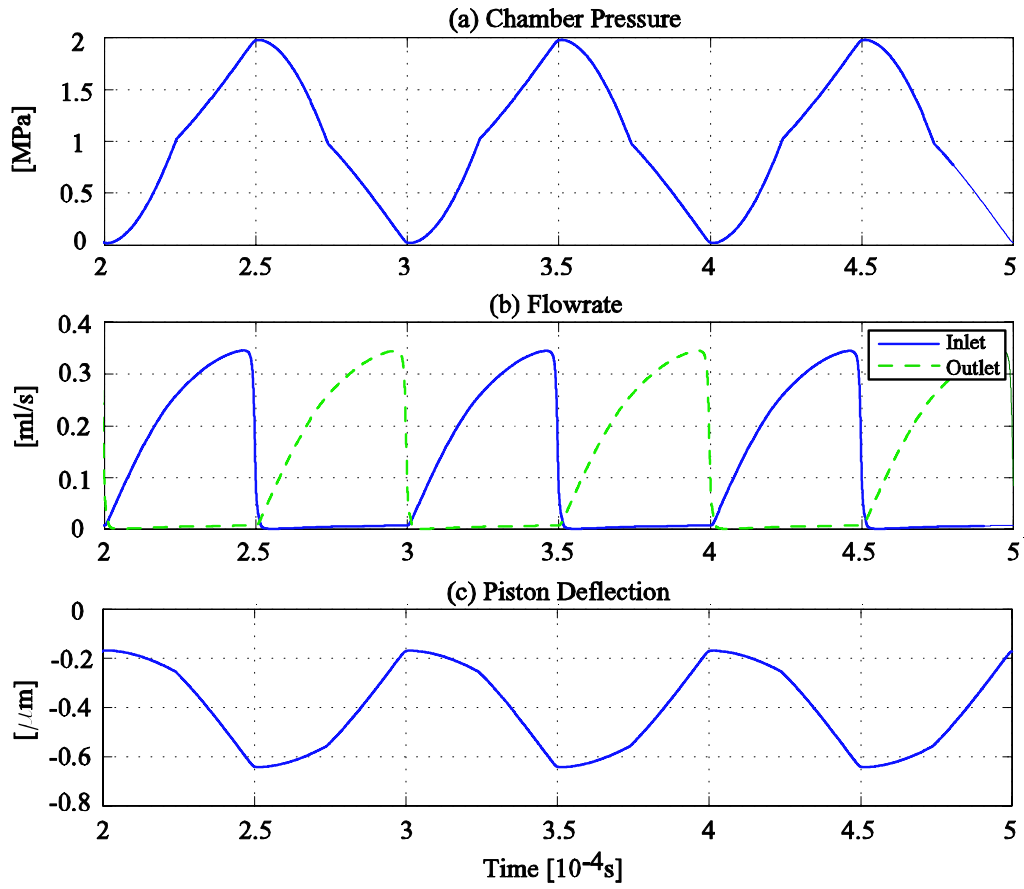 (a) Chamber Pressure
2
1.5
1
0.5
0
[MPa]
2 2.5 3 3.5 4 4.5 5
(b) Flowrate
0.4
0.3
0.2
0.1
0
[ml/s]
Inlet
Outlet
2 2.5 3 3.5 4 4.5 5
(c) Piston Deflection
0
-0.2
-0.4
-0.6
-0.8
[μm]
2 2.5 3 3.5 4 4.5 5
Time [10⁻⁴s]